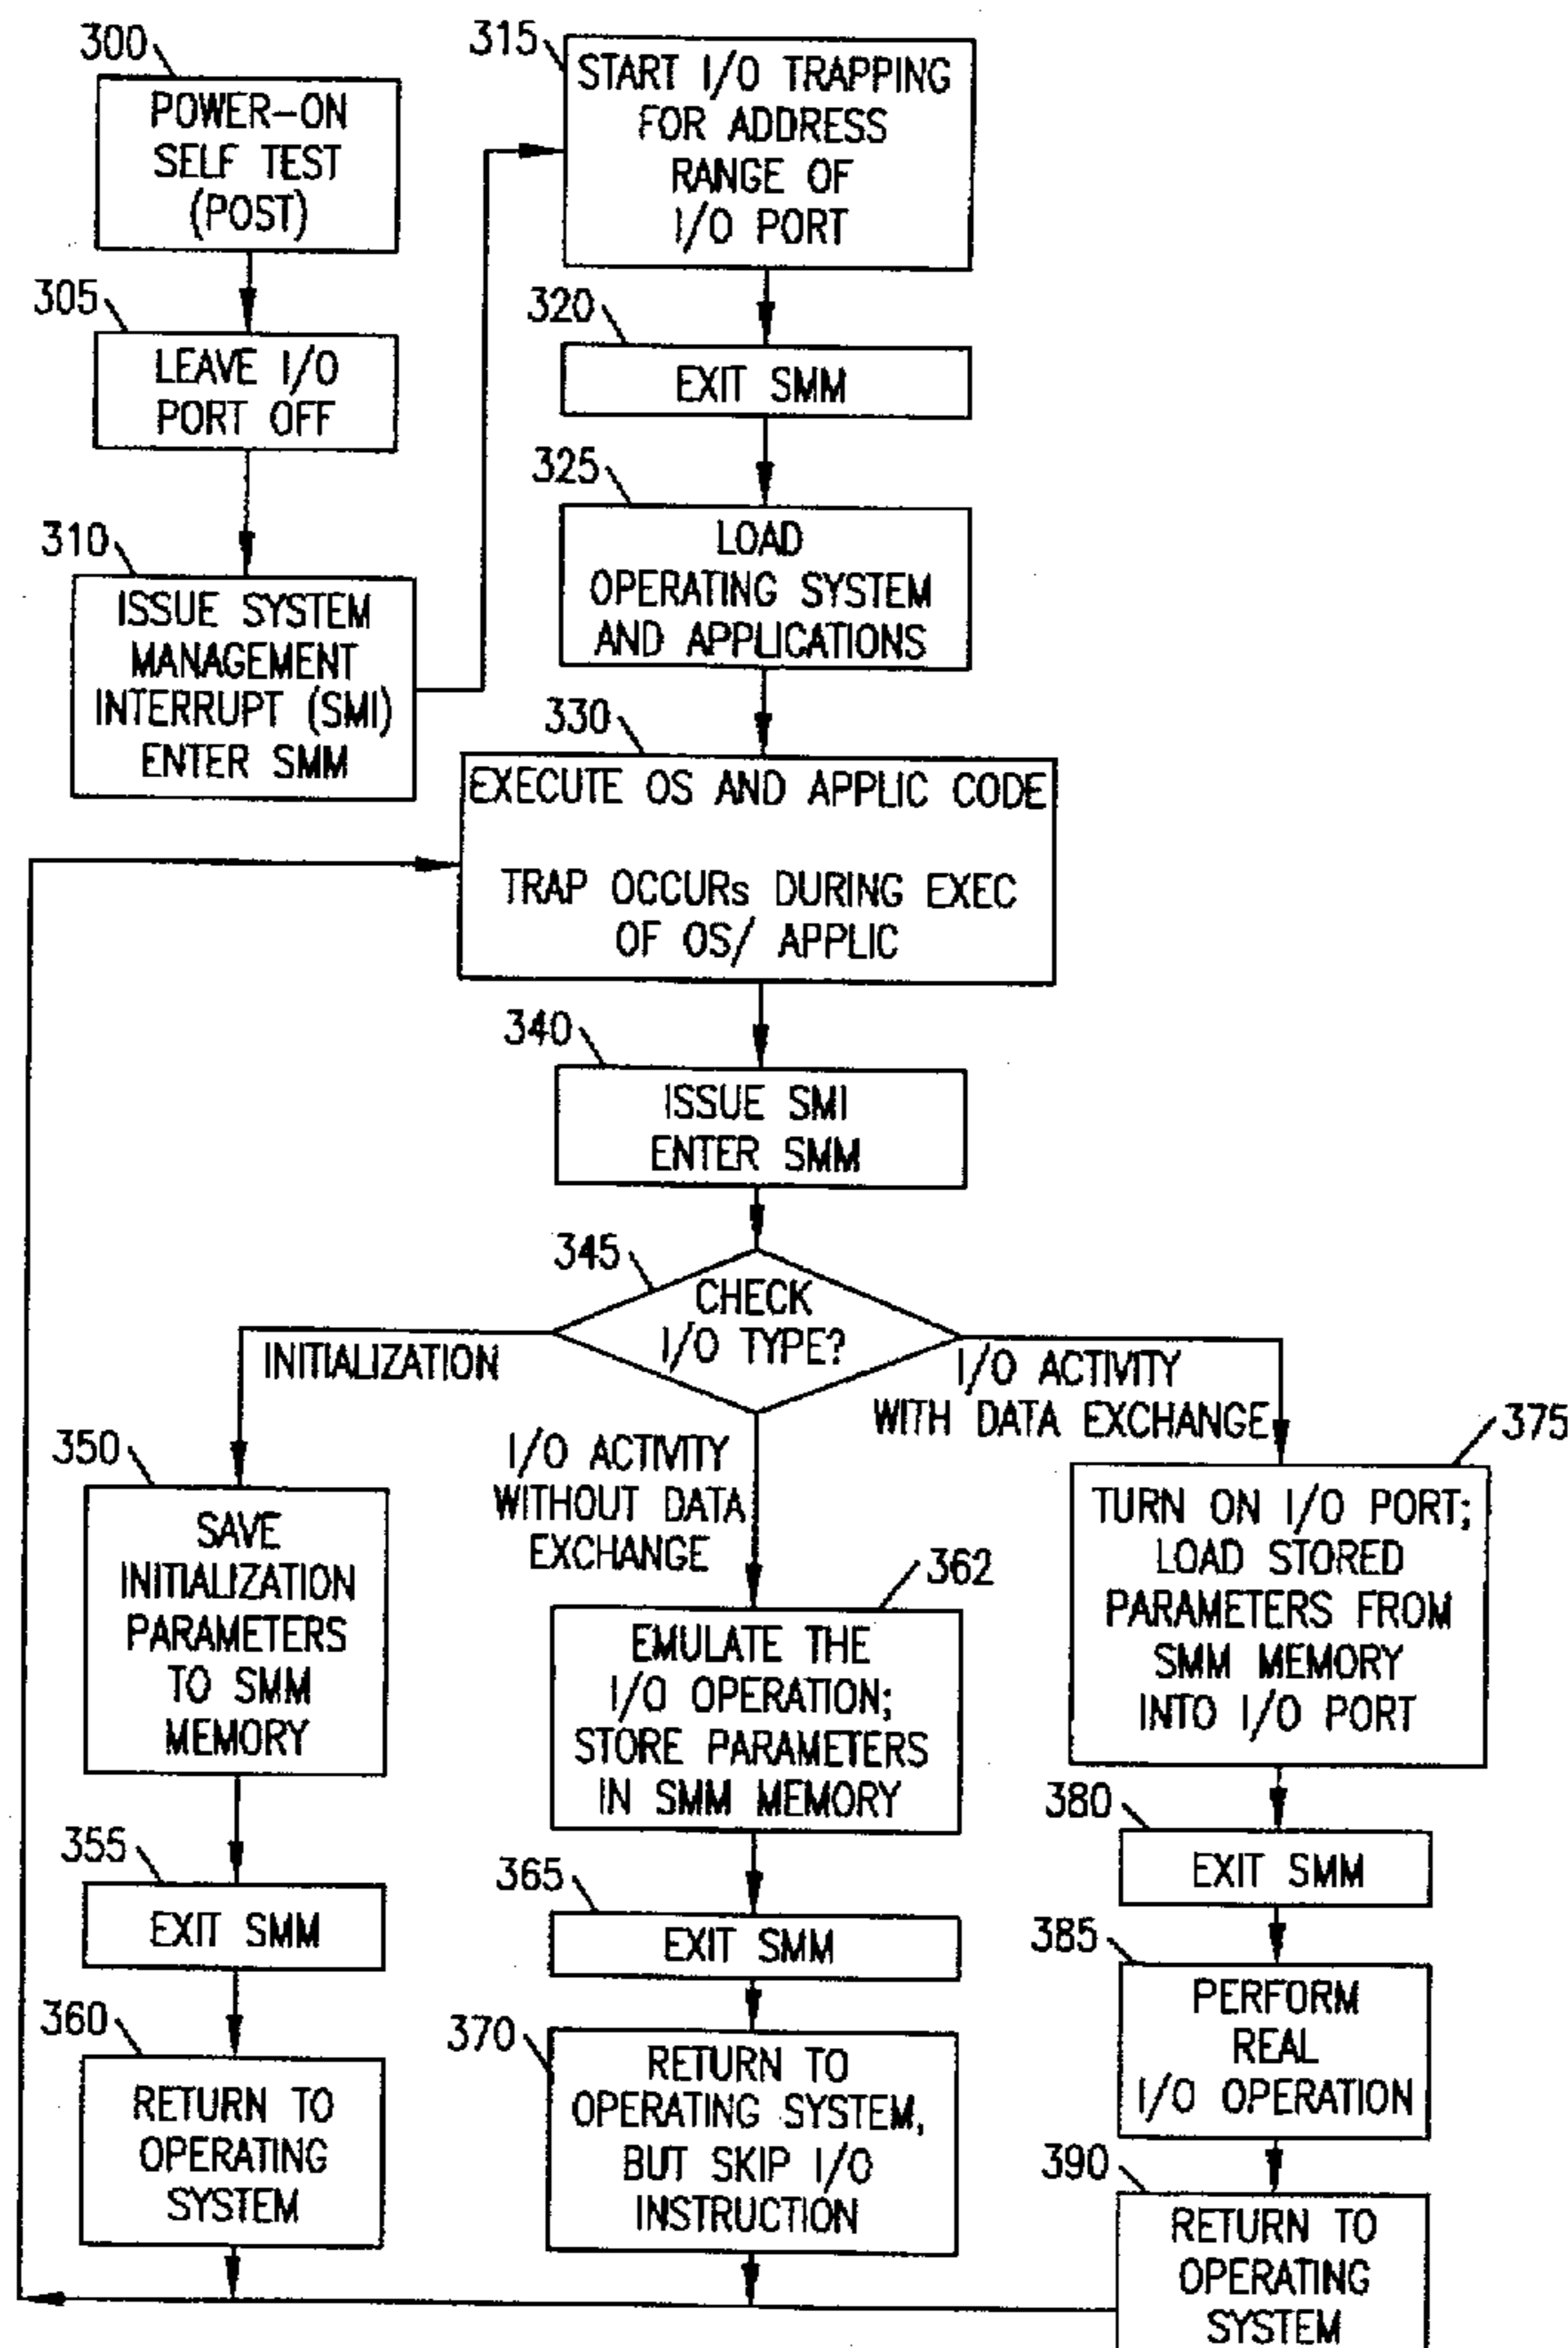 300
POWER-ON
SELF TEST
(POST)
305
LEAVE I/O
PORT OFF
310
ISSUE SYSTEM
MANAGEMENT
INTERRUPT (SMI)
ENTER SMM
315
START I/O TRAPPING
FOR ADDRESS
RANGE OF
I/O PORT
320
EXIT SMM
325
LOAD
OPERATING SYSTEM
AND APPLICATIONS
330
EXECUTE OS AND APPLIC CODE
TRAP OCCURs DURING EXEC
OF OS/ APPLIC
340
ISSUE SMI
ENTER SMM
345
CHECK
I/O TYPE?
INITIALIZATION
350
SAVE
INITIALIZATION
PARAMETERS
TO SMM
MEMORY
355
EXIT SMM
360
RETURN TO
OPERATING
SYSTEM
I/O ACTIVITY
WITHOUT DATA
EXCHANGE
362
EMULATE THE
I/O OPERATION;
STORE PARAMETERS
IN SMM MEMORY
365
EXIT SMM
370
RETURN TO
OPERATING SYSTEM,
BUT SKIP I/O
INSTRUCTION
I/O ACTIVITY
WITH DATA EXCHANGE
375
TURN ON I/O PORT;
LOAD STORED
PARAMETERS FROM
SMM MEMORY
INTO I/O PORT
380
EXIT SMM
385
PERFORM
REAL
I/O OPERATION
390
RETURN TO
OPERATING
SYSTEM